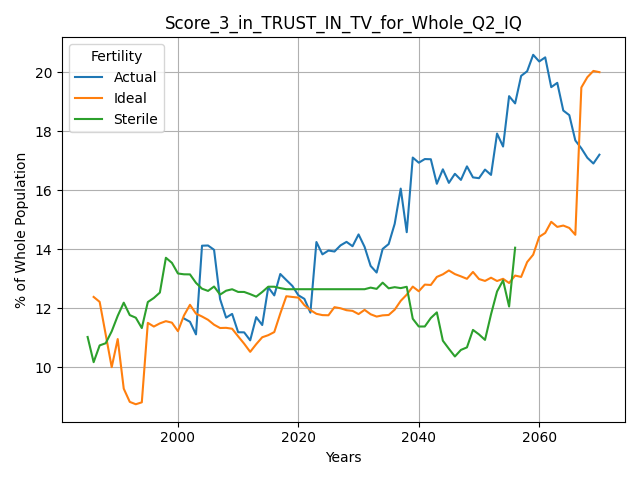 Score_3_in_TRUST_IN_TV_for_Whole_Q2_IQ
Fertility
Actual
Ideal
Sterile
% of Whole Population
20
18
16
14
12
10
2000 2020 2040 2060
Years